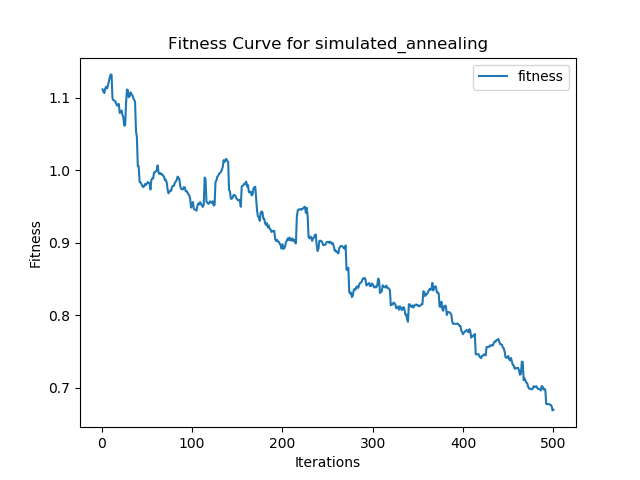 Fitness Curve for simulated_annealing
fitness
1.1
1.0
0.9
0.8
0.7
Fitness
0 100 200 300 400 500
Iterations